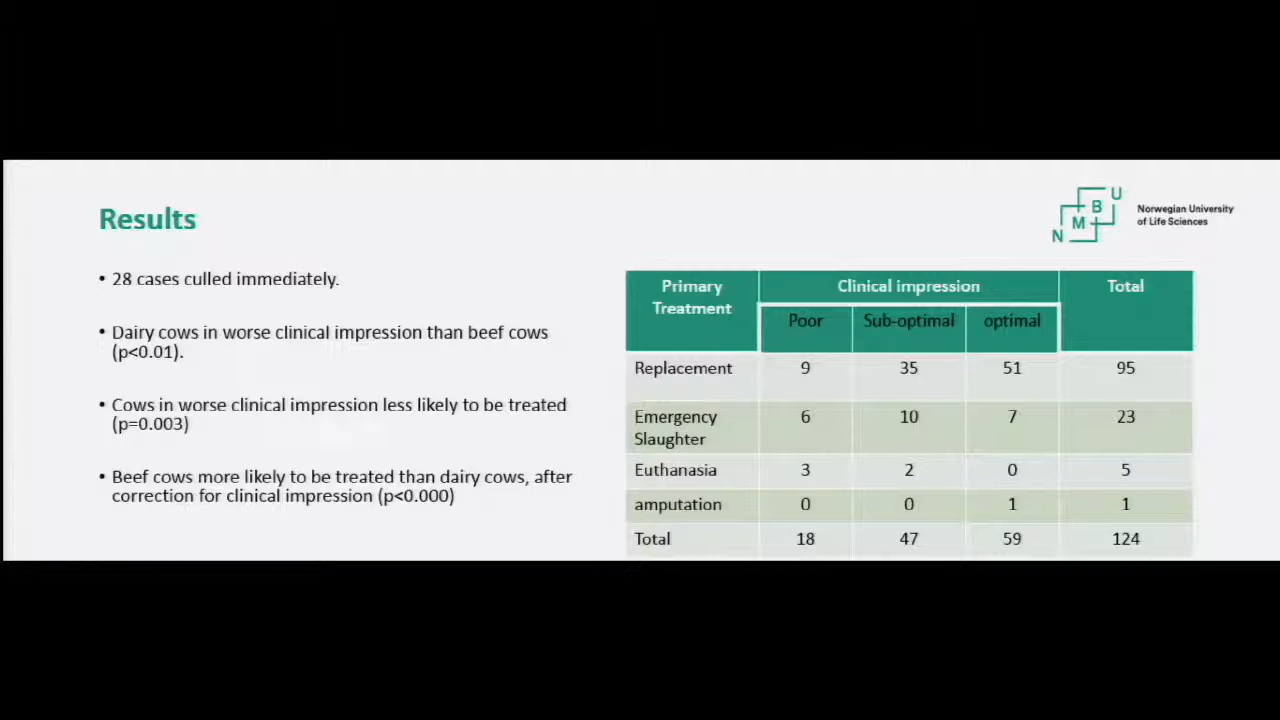 Results
U
B
M
N
Norwegian University
of Life Sciences
• 28 cases culled immediately.
• Dairy cows in worse clinical impression than beef cows
(p<0.01).
• Cows in worse clinical impression less likely to be treated
(p=0.003)
• Beef cows more likely to be treated than dairy cows, after
correction for clinical impression (p<0.000)
Primary Treatment Clinical impression Total
Poor Sub-optimal optimal
Replacement 9 35 51 95
Emergency Slaughter 6 10 7 23
Euthanasia 3 2 0 5
amputation 0 0 1 1
Total 18 47 59 124